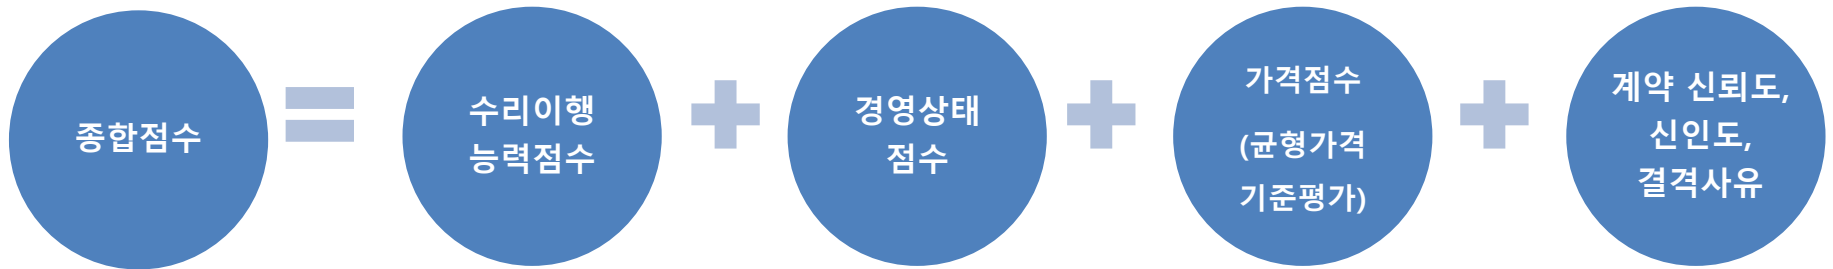 종합점수
수리이행
능력점수
경영상태
점수
가격점수
(균형가격
기준평가)
계약 신뢰도,
신인도,
결격사유